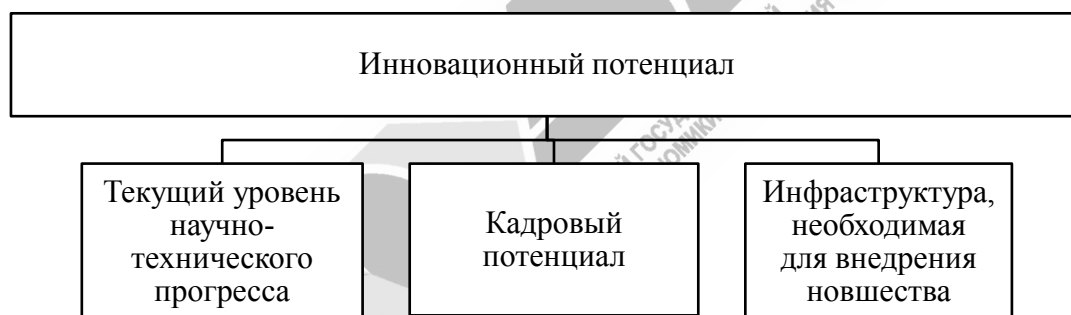 Инновационный потенциал
Текущий уровень
научно-
технического
прогресса
Кадровый
потенциал
Инфраструктура,
необходимая
для внедрения
новшества